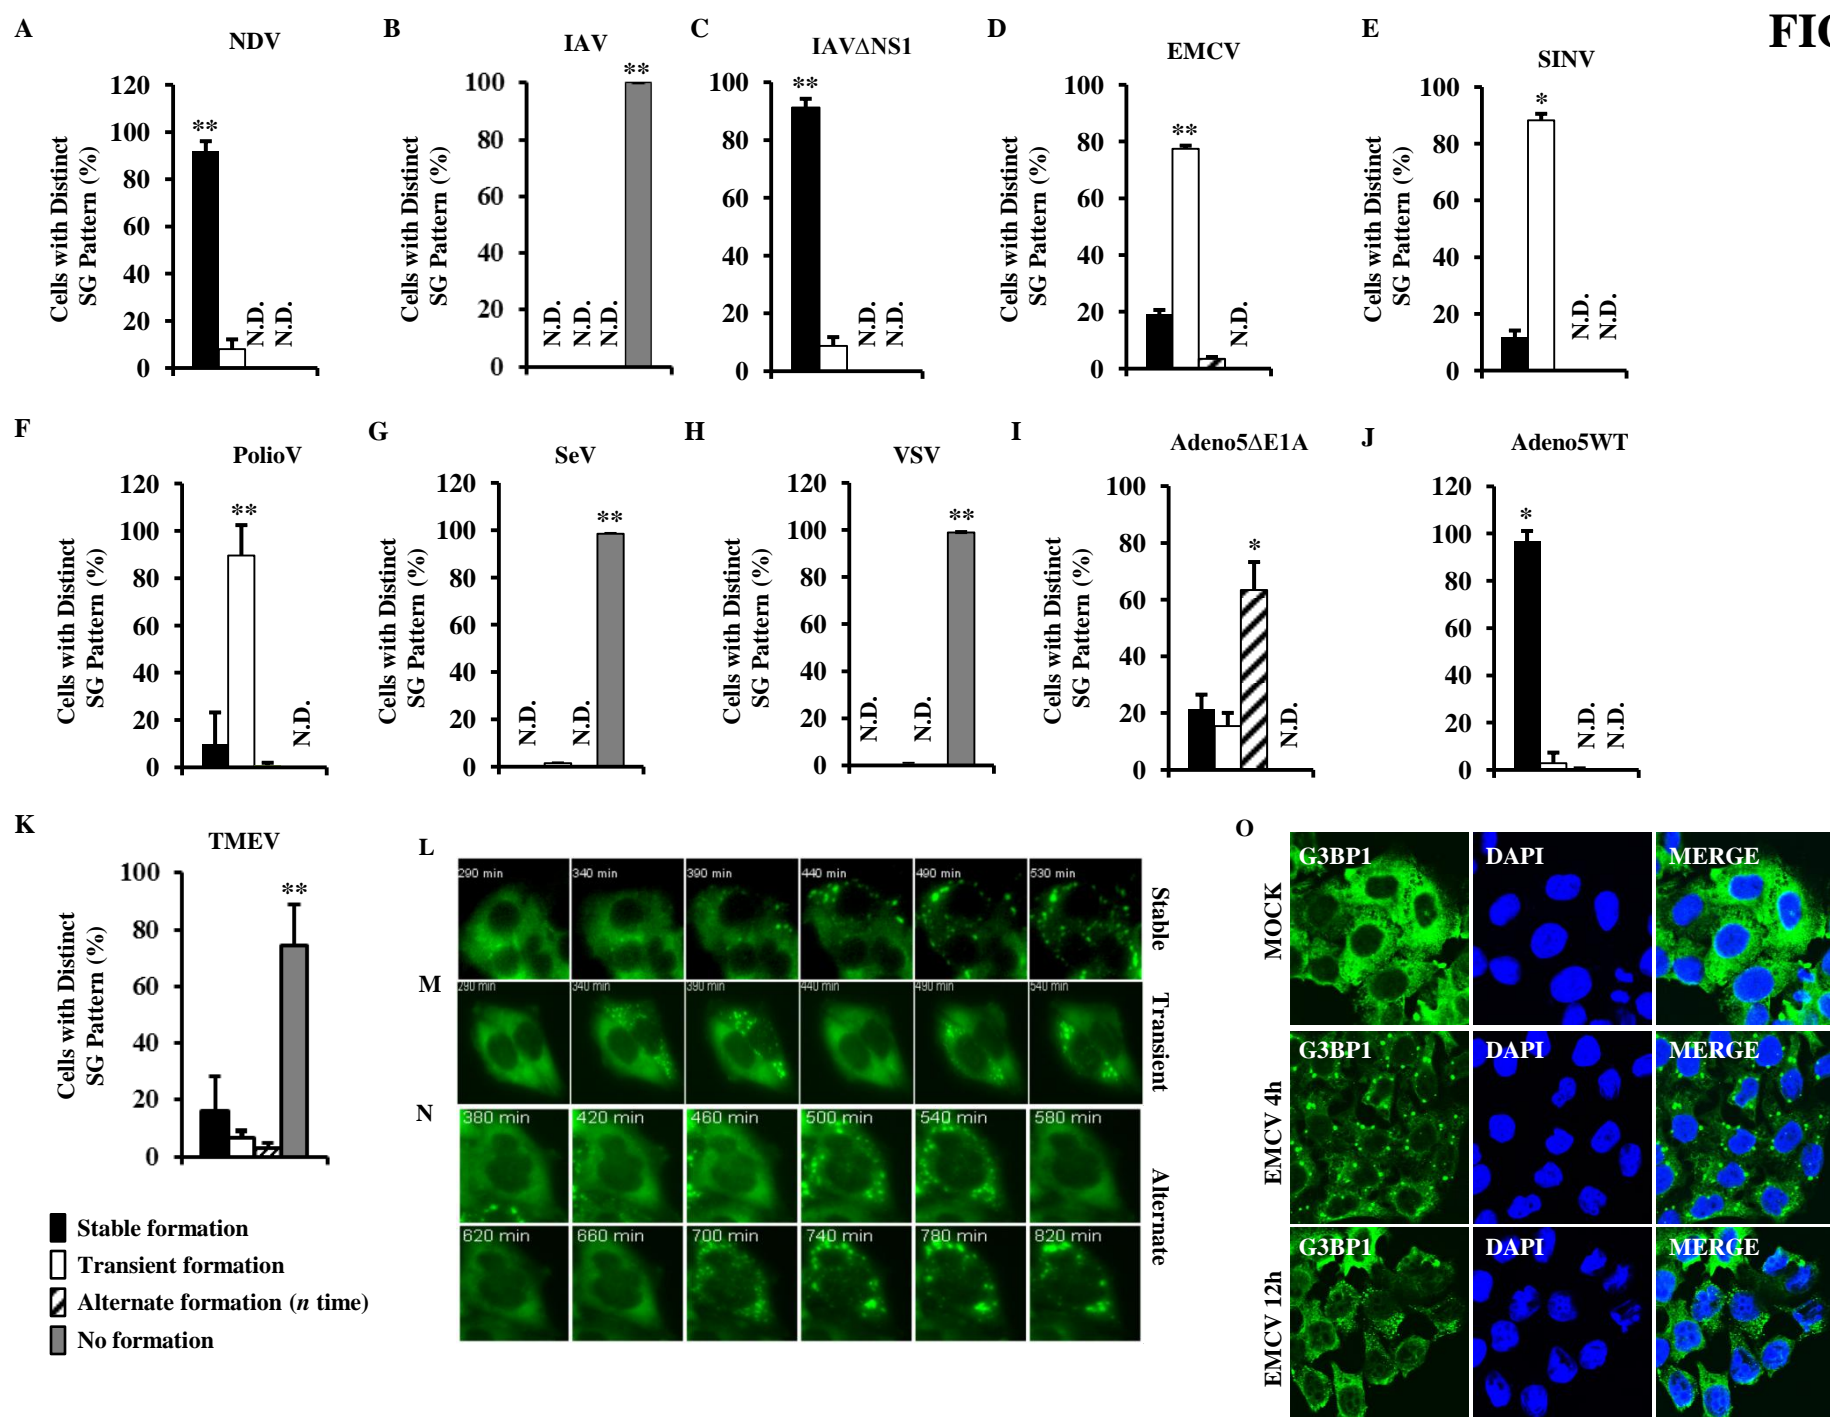 FIG
A
NDV
Cells with Distinct
SG Pattern (%)
120
100
80
60
40
20
0
**
N.D.
N.D.
B
IAV
Cells with Distinct
SG Pattern (%)
100
80
60
40
20
0
N.D.
N.D.
N.D.
**
C
IAVΔNS1
100
80
60
40
20
0
**
N.D.
N.D.
D
EMCV
Cells with Distinct
SG Pattern (%)
100
80
60
40
20
0
**
N.D.
E
SINV
Cells with Distinct
SG Pattern (%)
100
80
60
40
20
0
*
N.D.
N.D.
F
PolioV
Cells with Distinct
SG Pattern (%)
120
100
80
60
40
20
0
**
N.D.
G
SeV
Cells with Distinct
SG Pattern (%)
120
100
80
60
40
20
0
N.D.
N.D.
**
H
VSV
Cells with Distinct
SG Pattern (%)
120
100
80
60
40
20
0
N.D.
N.D.
**
I
Adeno5ΔE1A
Cells with Distinct
SG Pattern (%)
100
80
60
40
20
0
*
N.D.
J
Adeno5WT
120
100
80
60
40
20
0
*
N.D.
N.D.
K
TMEV
Cells with Distinct
SG Pattern (%)
100
80
60
40
20
0
**
Stable formation
Transient formation
Alternate formation (n time)
No formation
L
290 min
340 min
390 min
440 min
490 min
530 min
Stable
M
290 min
340 min
390 min
440 min
490 min
540 min
Transient
N
380 min
420 min
460 min
500 min
540 min
580 min
620 min
660 min
700 min
740 min
780 min
820 min
Alternate
O
MOCK
G3BP1
DAPI
MERGE
EMCV 4h
G3BP1
DAPI
MERGE
EMCV 12h
G3BP1
DAPI
MERGE